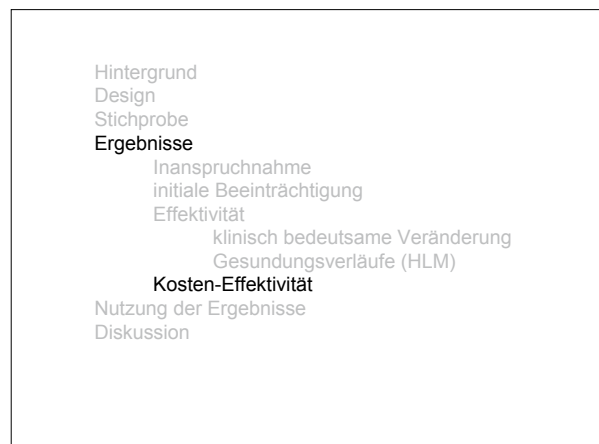 Hintergrund
Design
Stichprobe
Ergebnisse
Inanspruchnahme
initiale Beeinträchtigung
Effektivität
klinisch bedeutsame Veränderung
Gesundungsverläufe (HLM)
Kosten-Effektivität
Nutzung der Ergebnisse
Diskussion